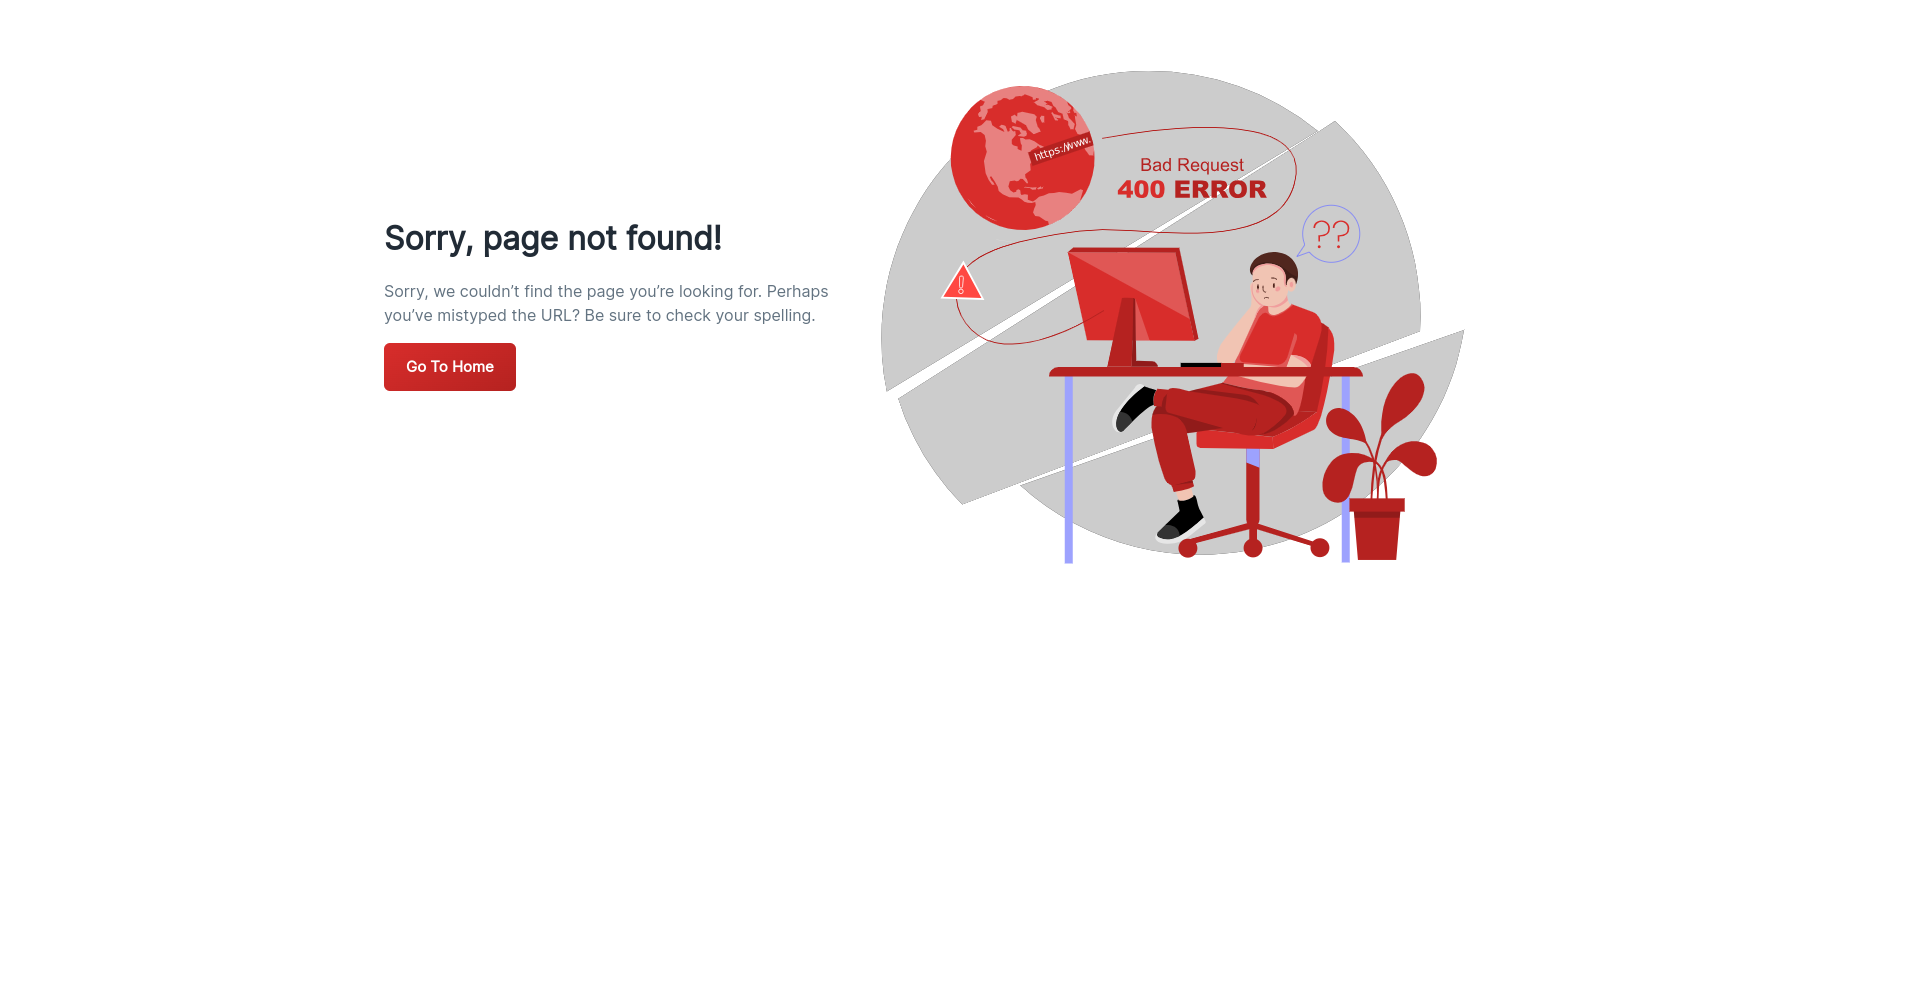 Sorry, page not found!
Sorry, we couldn’t find the page you’re looking for. Perhaps
you’ve mistyped the URL? Be sure to check your spelling.
Go To Home
https://www.
Bad Request
400 ERROR
??
!